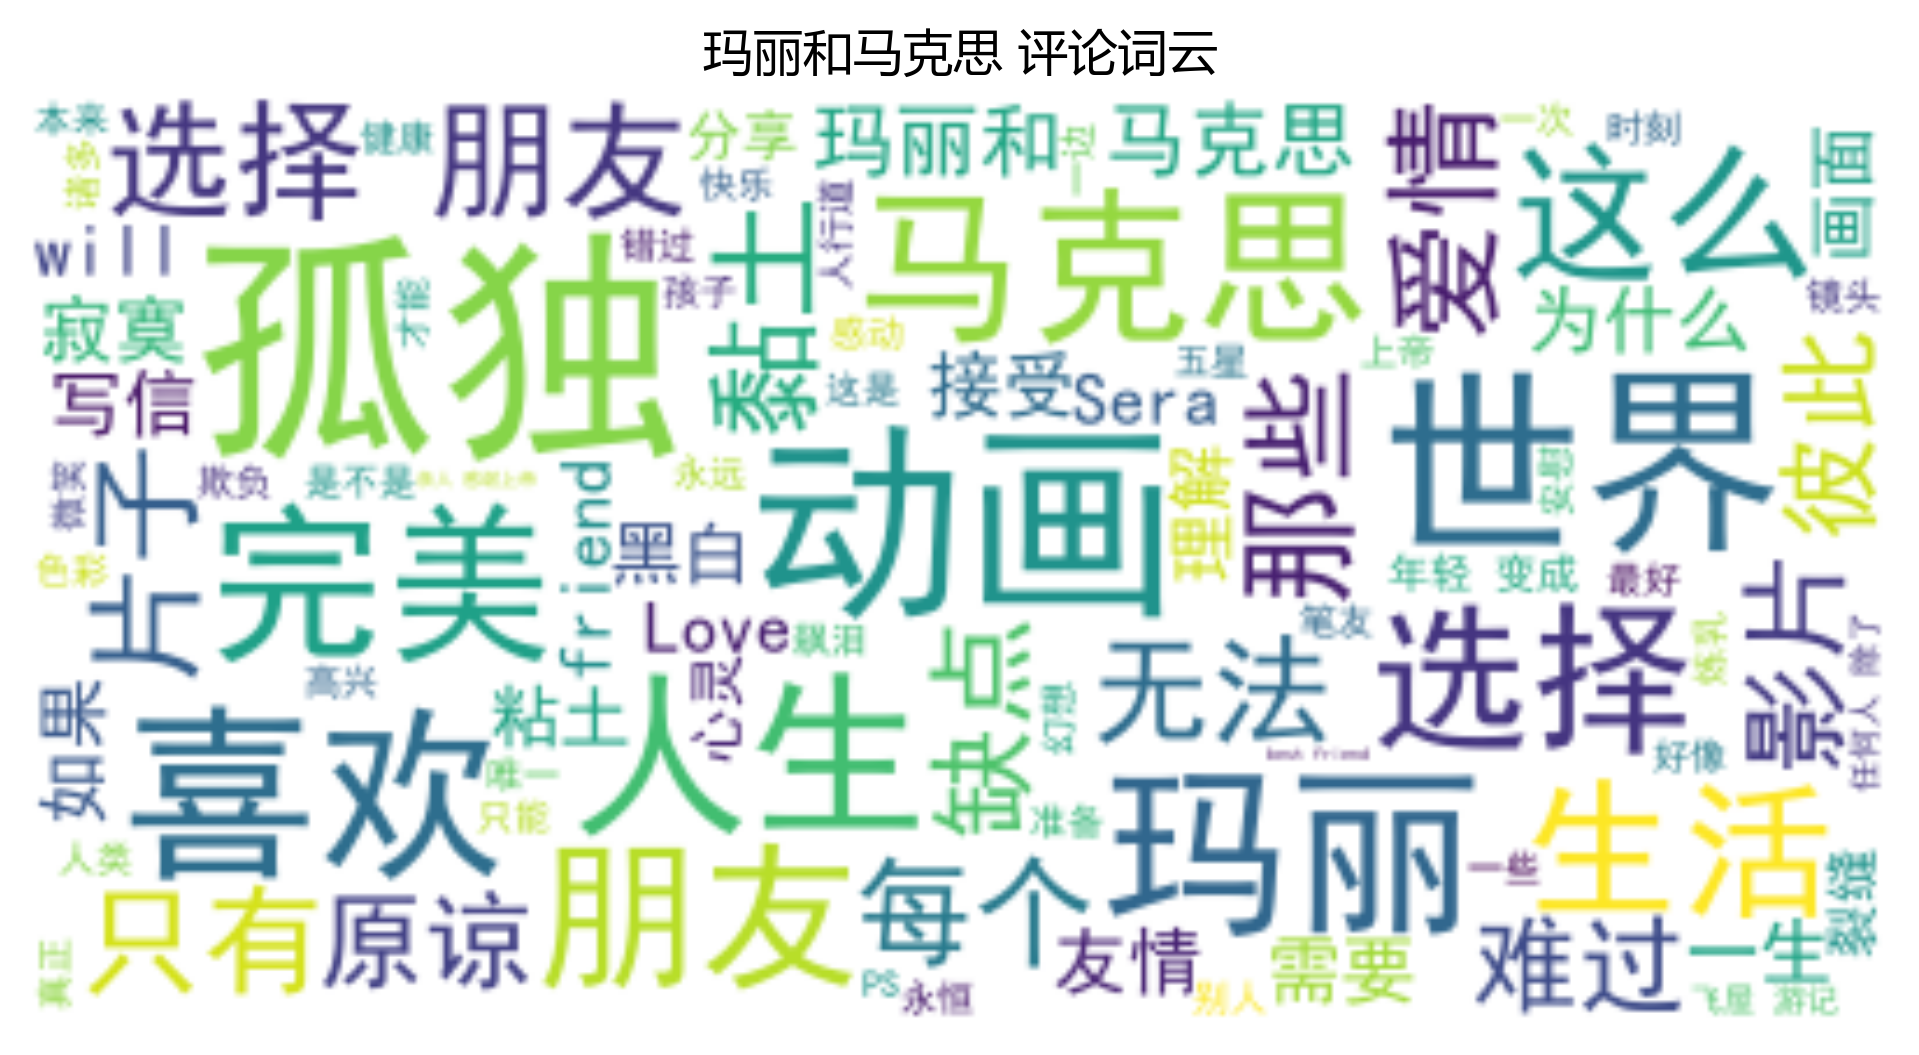 玛丽和马克思 评论词云
本来
选择 朋友
健康
分享
玛丽和
一边
马克思
爱情
一次
时刻
画面
诸多
快乐
人行道
这么
will
孤独
错过
黏土
马克思
才能
孩子
镜头
寂寞
感动
为什么
上帝
五星
彼此
写信
这是
接受
Sera
那些
世界
片子
微笑
欺负
是不是
friend
永远
动画
理解
安慰
完美
黑白
伊彩
年轻
变成
最好
影片
Love
飘泪
笔友
选择
炼乳
除了
任何人
高兴
心灵
缺点
无法
如果
喜欢
粘土
人生
幻想
best friend
好像
唯一
只能
准备
玛丽
生活
人类
一些
裂缝
只有
原谅
朋友
每个
友情
需要
难过
一生
真正
PS
永恒
别人
飞屋
游记